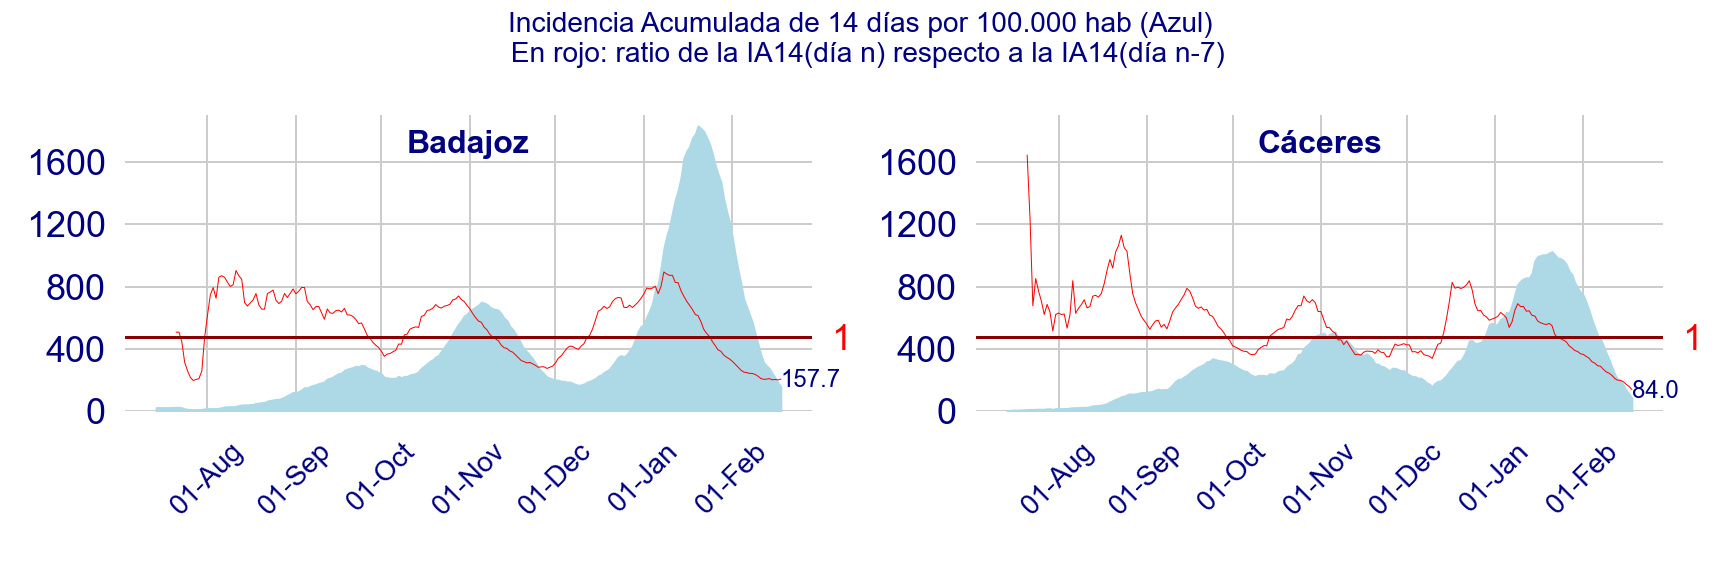 Incidencia Acumulada de 14 días por 100.000 hab (Azul)
En rojo: ratio de la IA14(día n) respecto a la IA14(día n-7)
Badajoz
1600
1200
800
400
0
1
157.7
01-Aug
01-Sep
01-Oct
01-Nov
01-Dec
01-Jan
01-Feb
Cáceres
1600
1200
800
400
0
1
84.0
01-Aug
01-Sep
01-Oct
01-Nov
01-Dec
01-Jan
01-Feb